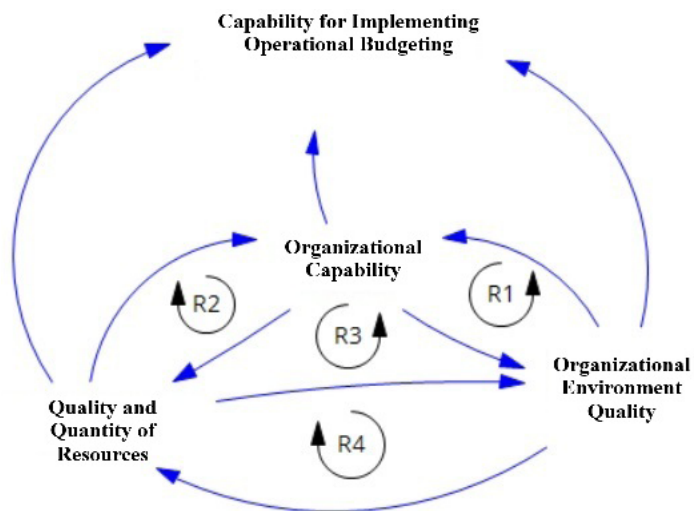 Capability for Implementing
Operational Budgeting
Organizational
Capability
R1
R2
R3
Organizational
Environment
Quality
Quality and
Quantity of
Resources
R4